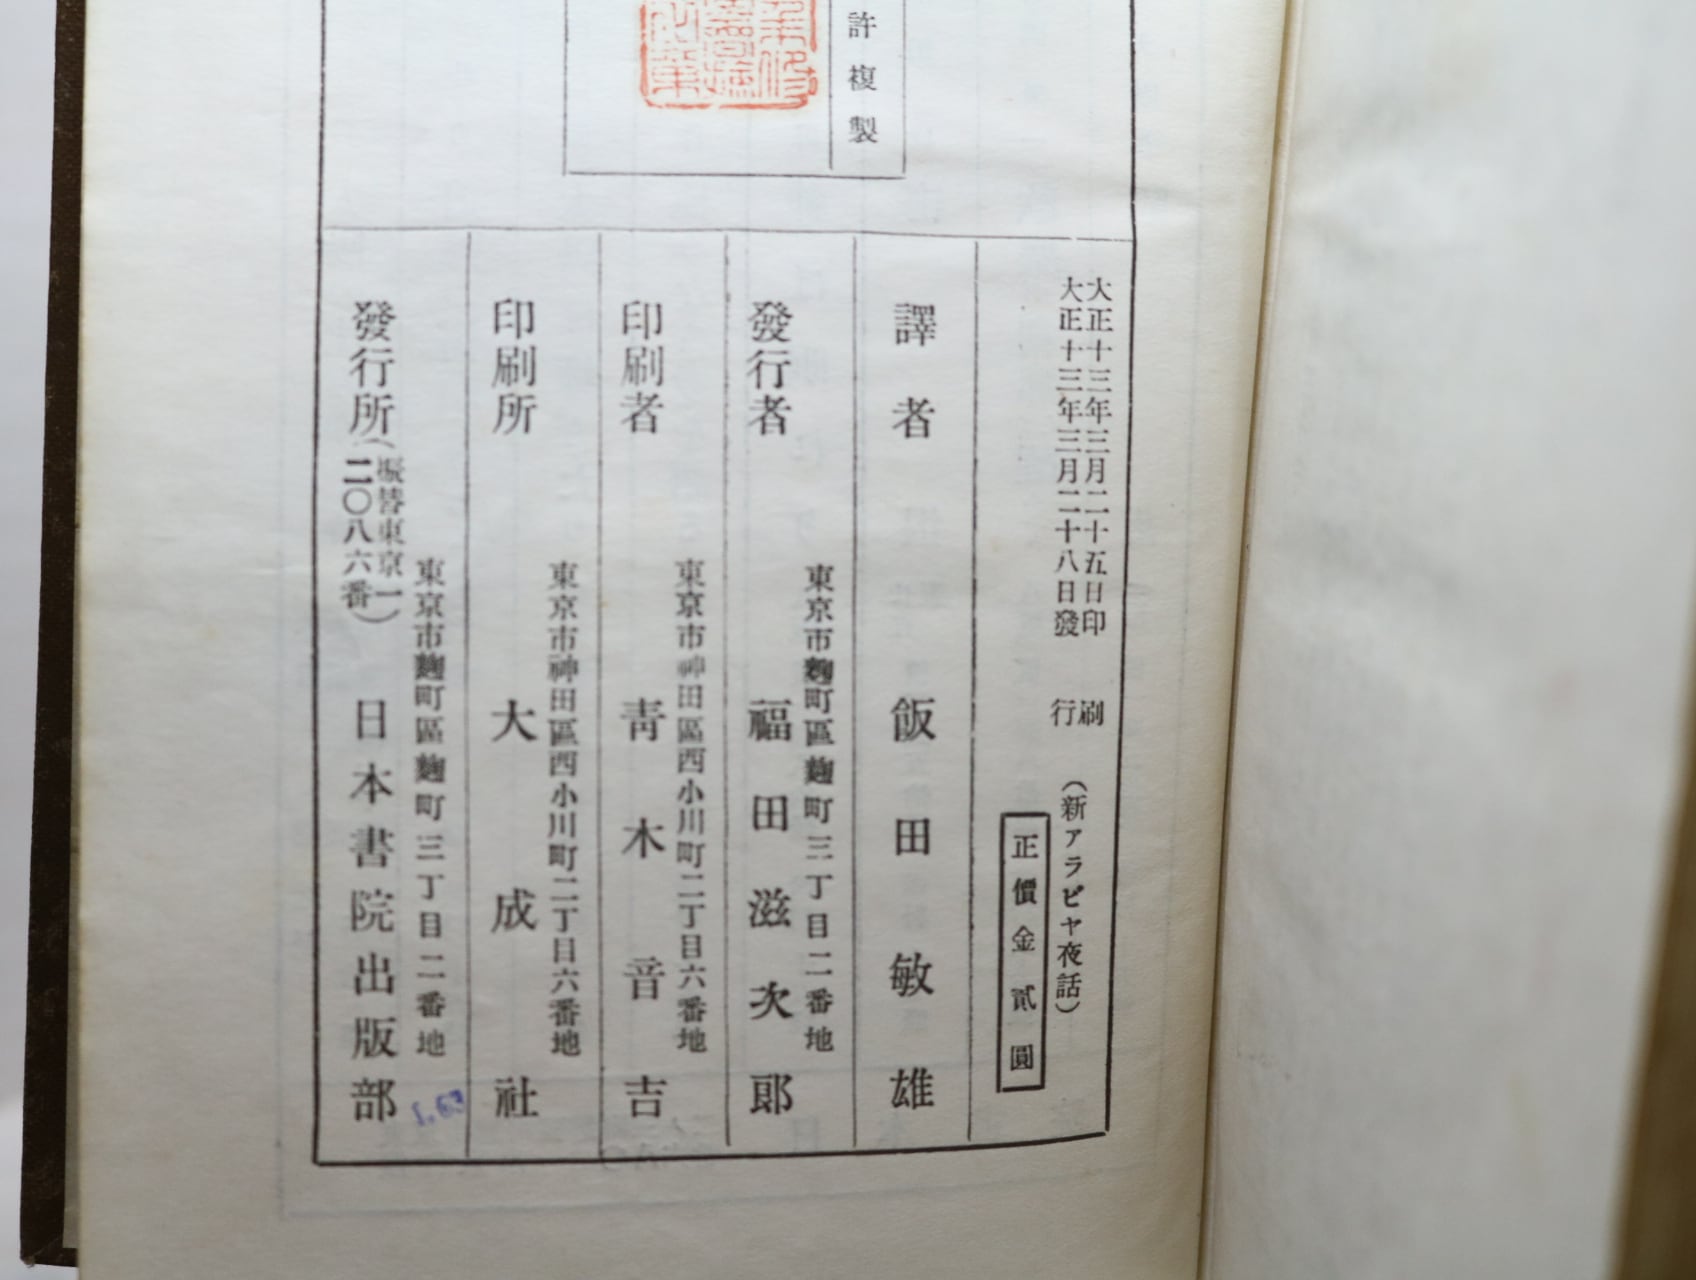 許複製
大正十三年三月二十五日印刷
大正十三年三月二十八日發行
(新アラビヤ夜話)
正價金貳圓
譯者 飯田敏雄
東京市麴町區麴町三丁目二番地
發行者 福田滋次郎
東京市神田區西小川町二丁目六番地
印刷者 靑木音吉
東京市神田區西小川町二丁目六番地
印刷所 大成社
東京市麴町區麴町三丁目二番地
發行所 日本書院出版部
(振替東京一二〇八六番)